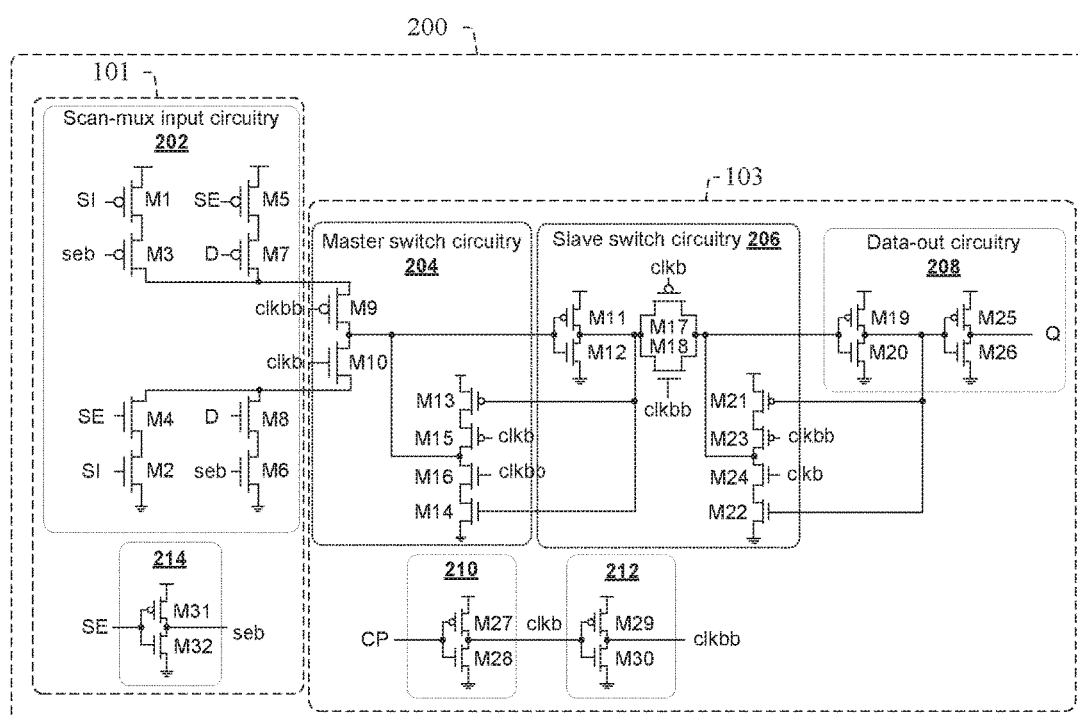 200
101
Scan-mux input circuitry
202
SI M1 SE M5
seb M3 D M7
103
Master switch circuitry
204
Slave switch circuitry 206
Data-out circuitry
208
clkb
clkbb M9
M11
M12
M17
M18
M19
M20
M25
M26
Q
clkb M10
clkbb
SE M4 D M8
SI M2 seb M6
M13
M15 clkb
M16 clkbb
M14
M21
M23 clkbb
M24 clkb
M22
214
SE M31
M32 seb
210
CP M27
M28
clkb
212
M29
M30
clkbb